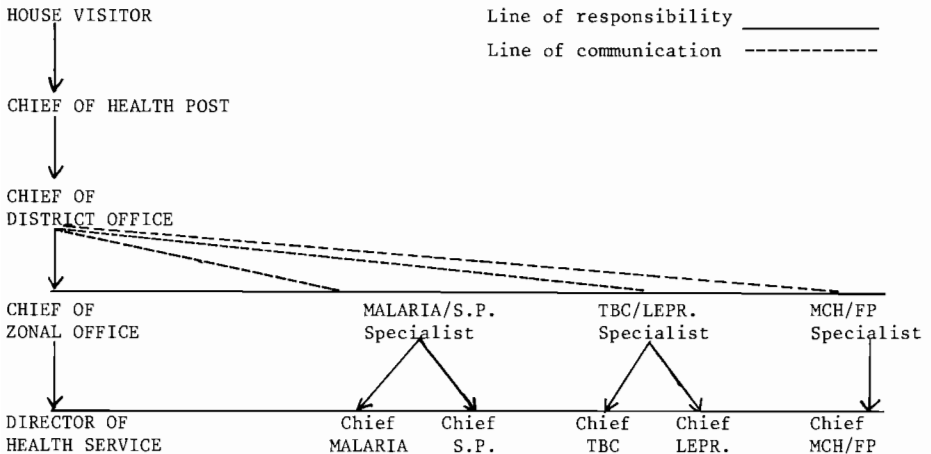 HOUSE VISITOR
Line of responsibility
Line of communication
CHIEF OF HEALTH POST
CHIEF OF
DISTRICT OFFICE
CHIEF OF
ZONAL OFFICE
MALARIA/S.P.
Specialist
TBC/LEPR.
Specialist
MCH/FP
Specialist
DIRECTOR OF
HEALTH SERVICE
Chief
MALARIA
Chief
S.P.
Chief
TBC
Chief
LEPR.
Chief
MCH/FP